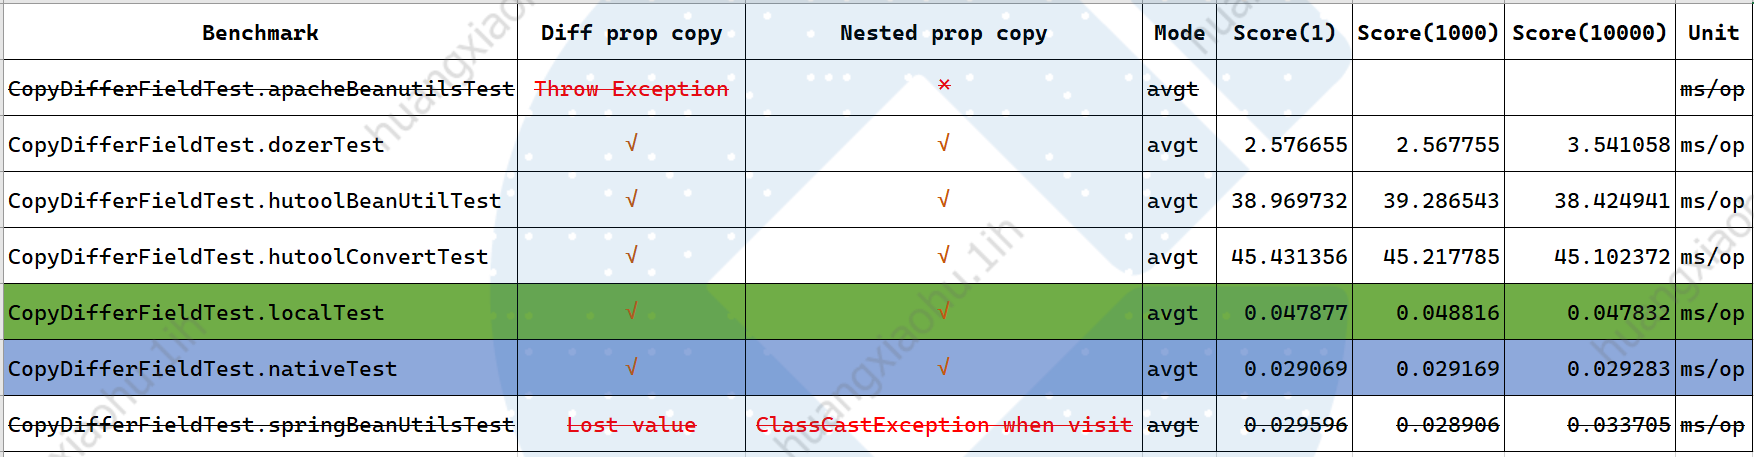 Benchmark Diff prop copy Nested prop copy Mode Score(1) Score(1000) Score(10000) Unit
CopyDifferFieldTest.apacheBeanutilsTest Throw Exception × avgt ms/op
CopyDifferFieldTest.dozerTest √ √ avgt 2.576655 2.567755 3.541058 ms/op
CopyDifferFieldTest.hutoolBeanUtilTest √ √ avgt 38.969732 39.286543 38.424941 ms/op
CopyDifferFieldTest.hutoolConvertTest √ √ avgt 45.431356 45.217785 45.102372 ms/op
CopyDifferFieldTest.localTest √ √ avgt 0.047877 0.048816 0.047832 ms/op
CopyDifferFieldTest.nativeTest √ √ avgt 0.029069 0.029169 0.029283 ms/op
CopyDifferFieldTest.springBeanUtilsTest Lost value ClassCastException when visit avgt 0.029596 0.028906 0.033705 ms/op
huangxiaohu.1ih